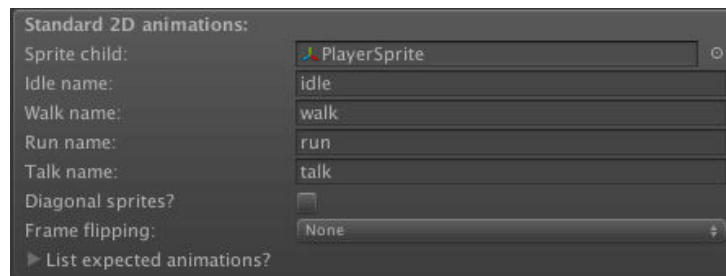 Standard 2D animations:
Sprite child: PlayerSprite
Idle name: idle
Walk name: walk
Run name: run
Talk name: talk
Diagonal sprites?
Frame flipping: None
List expected animations?